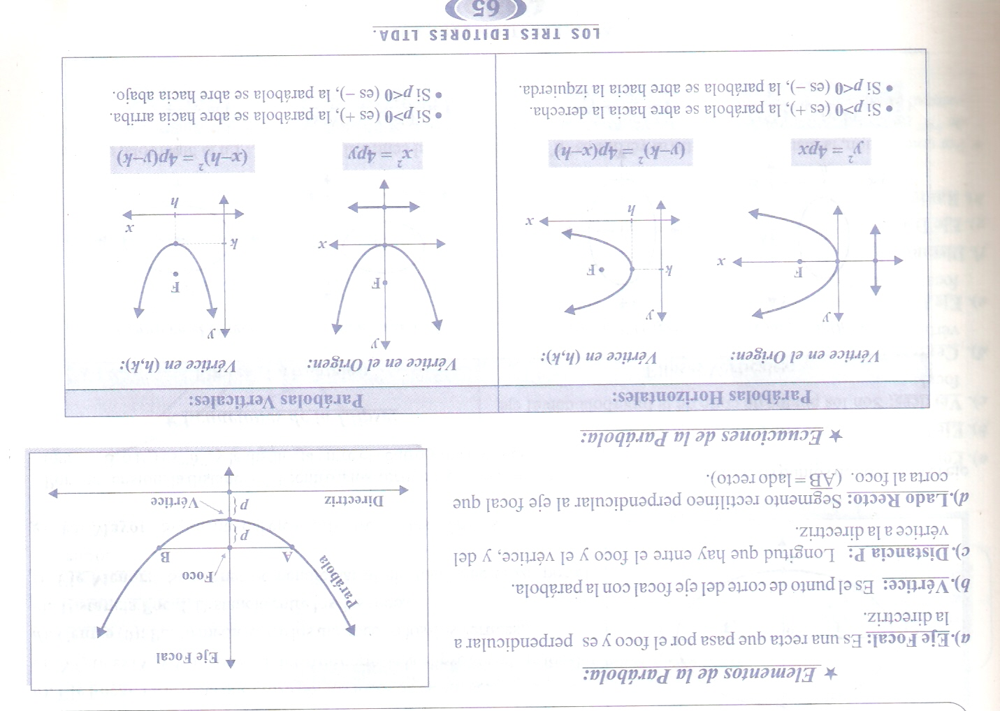 ★ Elementos de la Parábola:
a). Eje Focal: Es una recta que pasa por el foco y es perpendicular a
la directriz.
b). Vértice: Es el punto de corte del eje focal con la parábola.
c). Distancia P: Longitud que hay entre el foco y el vértice, y del
vértice a la directriz.
d). Lado Recto: Segmento rectilíneo perpendicular al eje focal que
corta al foco. (AB = lado recto).
Eje Focal
Parábola
Foco
A
B
p
p
Vértice
Directriz
★ Ecuaciones de la Parábola:
Parábolas Horizontales:
Vértice en el Origen:
y
F
x
y² = 4px
Vértice en (h,k):
y
k
F
h
x
(y–k)² = 4p(x–h)
• Si p>0 (es +), la parábola se abre hacia la derecha.
• Si p<0 (es –), la parábola se abre hacia la izquierda.
Parábolas Verticales:
Vértice en el Origen:
y
F
x
x² = 4py
Vértice en (h,k):
y
F
k
x
h
(x–h)² = 4p(y–k)
• Si p>0 (es +), la parábola se abre hacia arriba.
• Si p<0 (es –), la parábola se abre hacia abajo.
LOS TRES EDITORES LTDA.
65